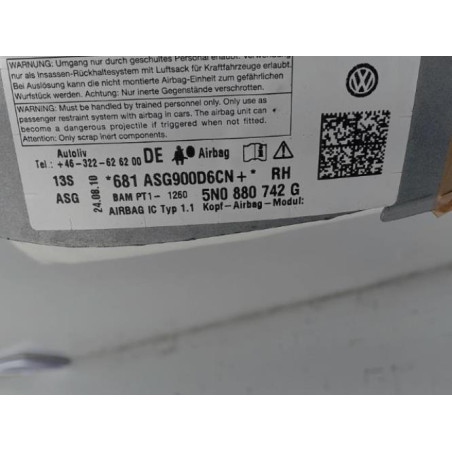 WARNUNG: Umgang nur durch geschultes Personal erlaubt. Verwendung
nur als Insassen-Rückhaltesystem mit Luftsack für Kraftfahrzeuge erlaubt.
Bei Auslösung kann die nicht montierte Airbag-Einheit zum gefährlichen
Wurfstück werden. Achtung: Nur inerte Gegenstände verschrotten.
WARNING: Must be handled by trained personnel only. Only use as
passenger restraint system with airbag in cars. The airbag unit can
become a dangerous projectile if triggered when not mounted.
Attention: Only scrap inert components.
Autoliv
Tel.: +46-322-62 62 00 DE Airbag
13S *681 ASG900D6CN+* RH
ASG 24.08.10 BAM PT1- 1260 5N0 880 742 G
AIRBAG IC Typ 1.1 Kopf-Airbag-Modul: